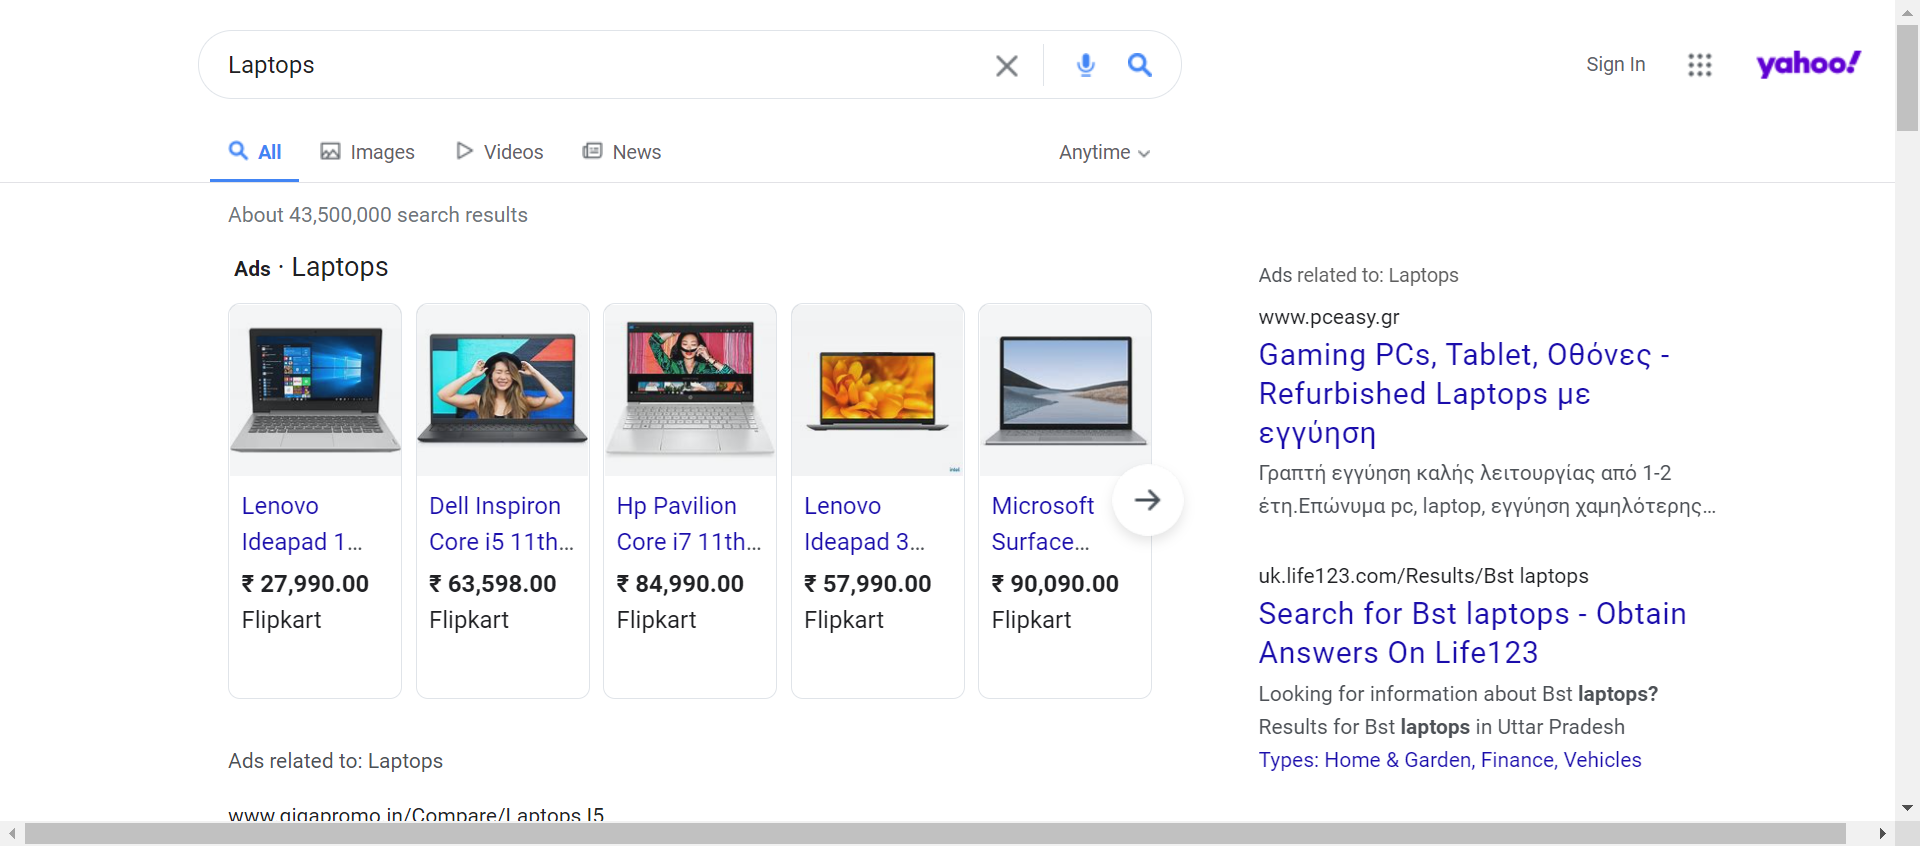 Laptops
Sign In
yahoo!
All
Images
Videos
News
Anytime
About 43,500,000 search results
Ads · Laptops
Lenovo
Ideapad 1...
₹ 27,990.00
Flipkart
Dell Inspiron
Core i5 11th...
₹ 63,598.00
Flipkart
Hp Pavilion
Core i7 11th...
₹ 84,990.00
Flipkart
Lenovo
Ideapad 3...
₹ 57,990.00
Flipkart
Microsoft
Surface...
₹ 90,090.00
Flipkart
Ads related to: Laptops
www.gigapromo.in/Compare/Laptops I5
Ads related to: Laptops
www.pceasy.gr
Gaming PCs, Tablet, Οθόνες -
Refurbished Laptops με
εγγύηση
Γραπτή εγγύηση καλής λειτουργίας από 1-2
έτη.Επώνυμα pc, laptop, εγγύηση χαμηλότερης...
uk.life123.com/Results/Bst laptops
Search for Bst laptops - Obtain
Answers On Life123
Looking for information about Bst laptops?
Results for Bst laptops in Uttar Pradesh
Types: Home & Garden, Finance, Vehicles